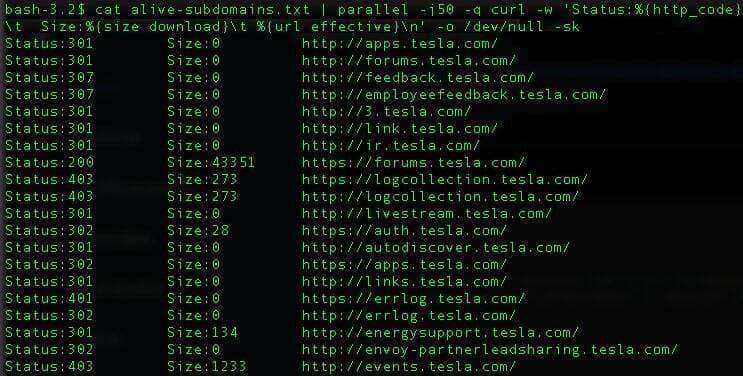 bash-3.2$ cat alive-subdomains.txt | parallel -j50 -q curl -w 'Status:%{http_code}
\t  Size:%{size_download}\t %{url_effective}\n' -o /dev/null -sk
Status:301 Size:0 http://apps.tesla.com/
Status:301 Size:0 http://forums.tesla.com/
Status:307 Size:0 http://feedback.tesla.com/
Status:307 Size:0 http://employeefeedback.tesla.com/
Status:301 Size:0 http://3.tesla.com/
Status:301 Size:0 http://link.tesla.com/
Status:301 Size:0 http://ir.tesla.com/
Status:200 Size:43351 https://forums.tesla.com/
Status:403 Size:273 https://logcollection.tesla.com/
Status:403 Size:273 http://logcollection.tesla.com/
Status:301 Size:0 http://livestream.tesla.com/
Status:302 Size:28 https://auth.tesla.com/
Status:301 Size:0 http://autodiscover.tesla.com/
Status:302 Size:0 https://apps.tesla.com/
Status:301 Size:0 http://links.tesla.com/
Status:401 Size:0 https://errlog.tesla.com/
Status:302 Size:0 http://errlog.tesla.com/
Status:301 Size:134 http://energysupport.tesla.com/
Status:302 Size:0 http://envoy-partnerleadsharing.tesla.com/
Status:403 Size:1233 http://events.tesla.com/